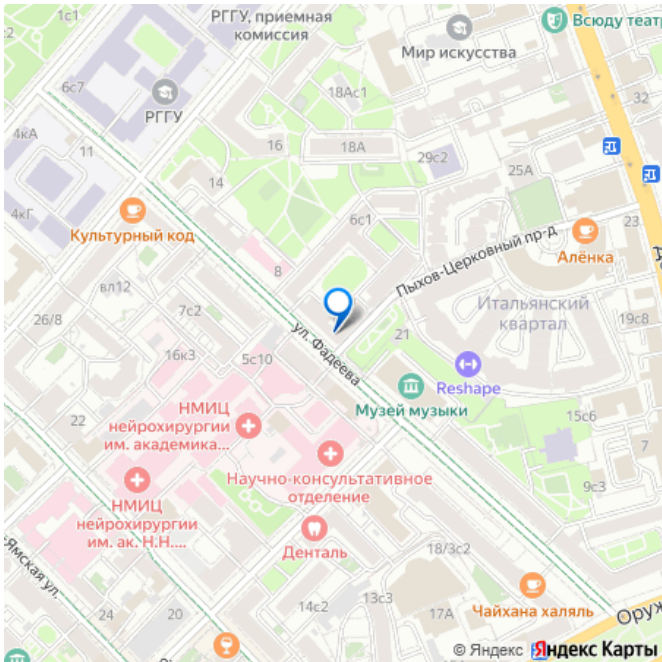 1с1
РГГУ, приемная
комиссия
Мир искусства
Всюду театр
6с7
РГГУ
18Ас1
32
4кА
11
16
18А
29с2
25А
14
4кГ
6с1
23
Культурный код
Пыхов-Церковный пр-д
Алёнка
8
вл12
7с2
Итальянский
квартал
26/8
ул. Фадеева
21
19с8
16к3
5с10
Reshape
22
НМИЦ
нейрохирургии
им. академика...
Музей музыки
15с6
7
Научно-консультативное
отделение
9с3
НМИЦ
нейрохирургии
им. ак. Н.Н....
Денталь
18/3с2
-Ямская ул.
24
20
14с2
13с3
17А
Чайхана халяль
Оруж
© Яндекс
Яндекс Карты